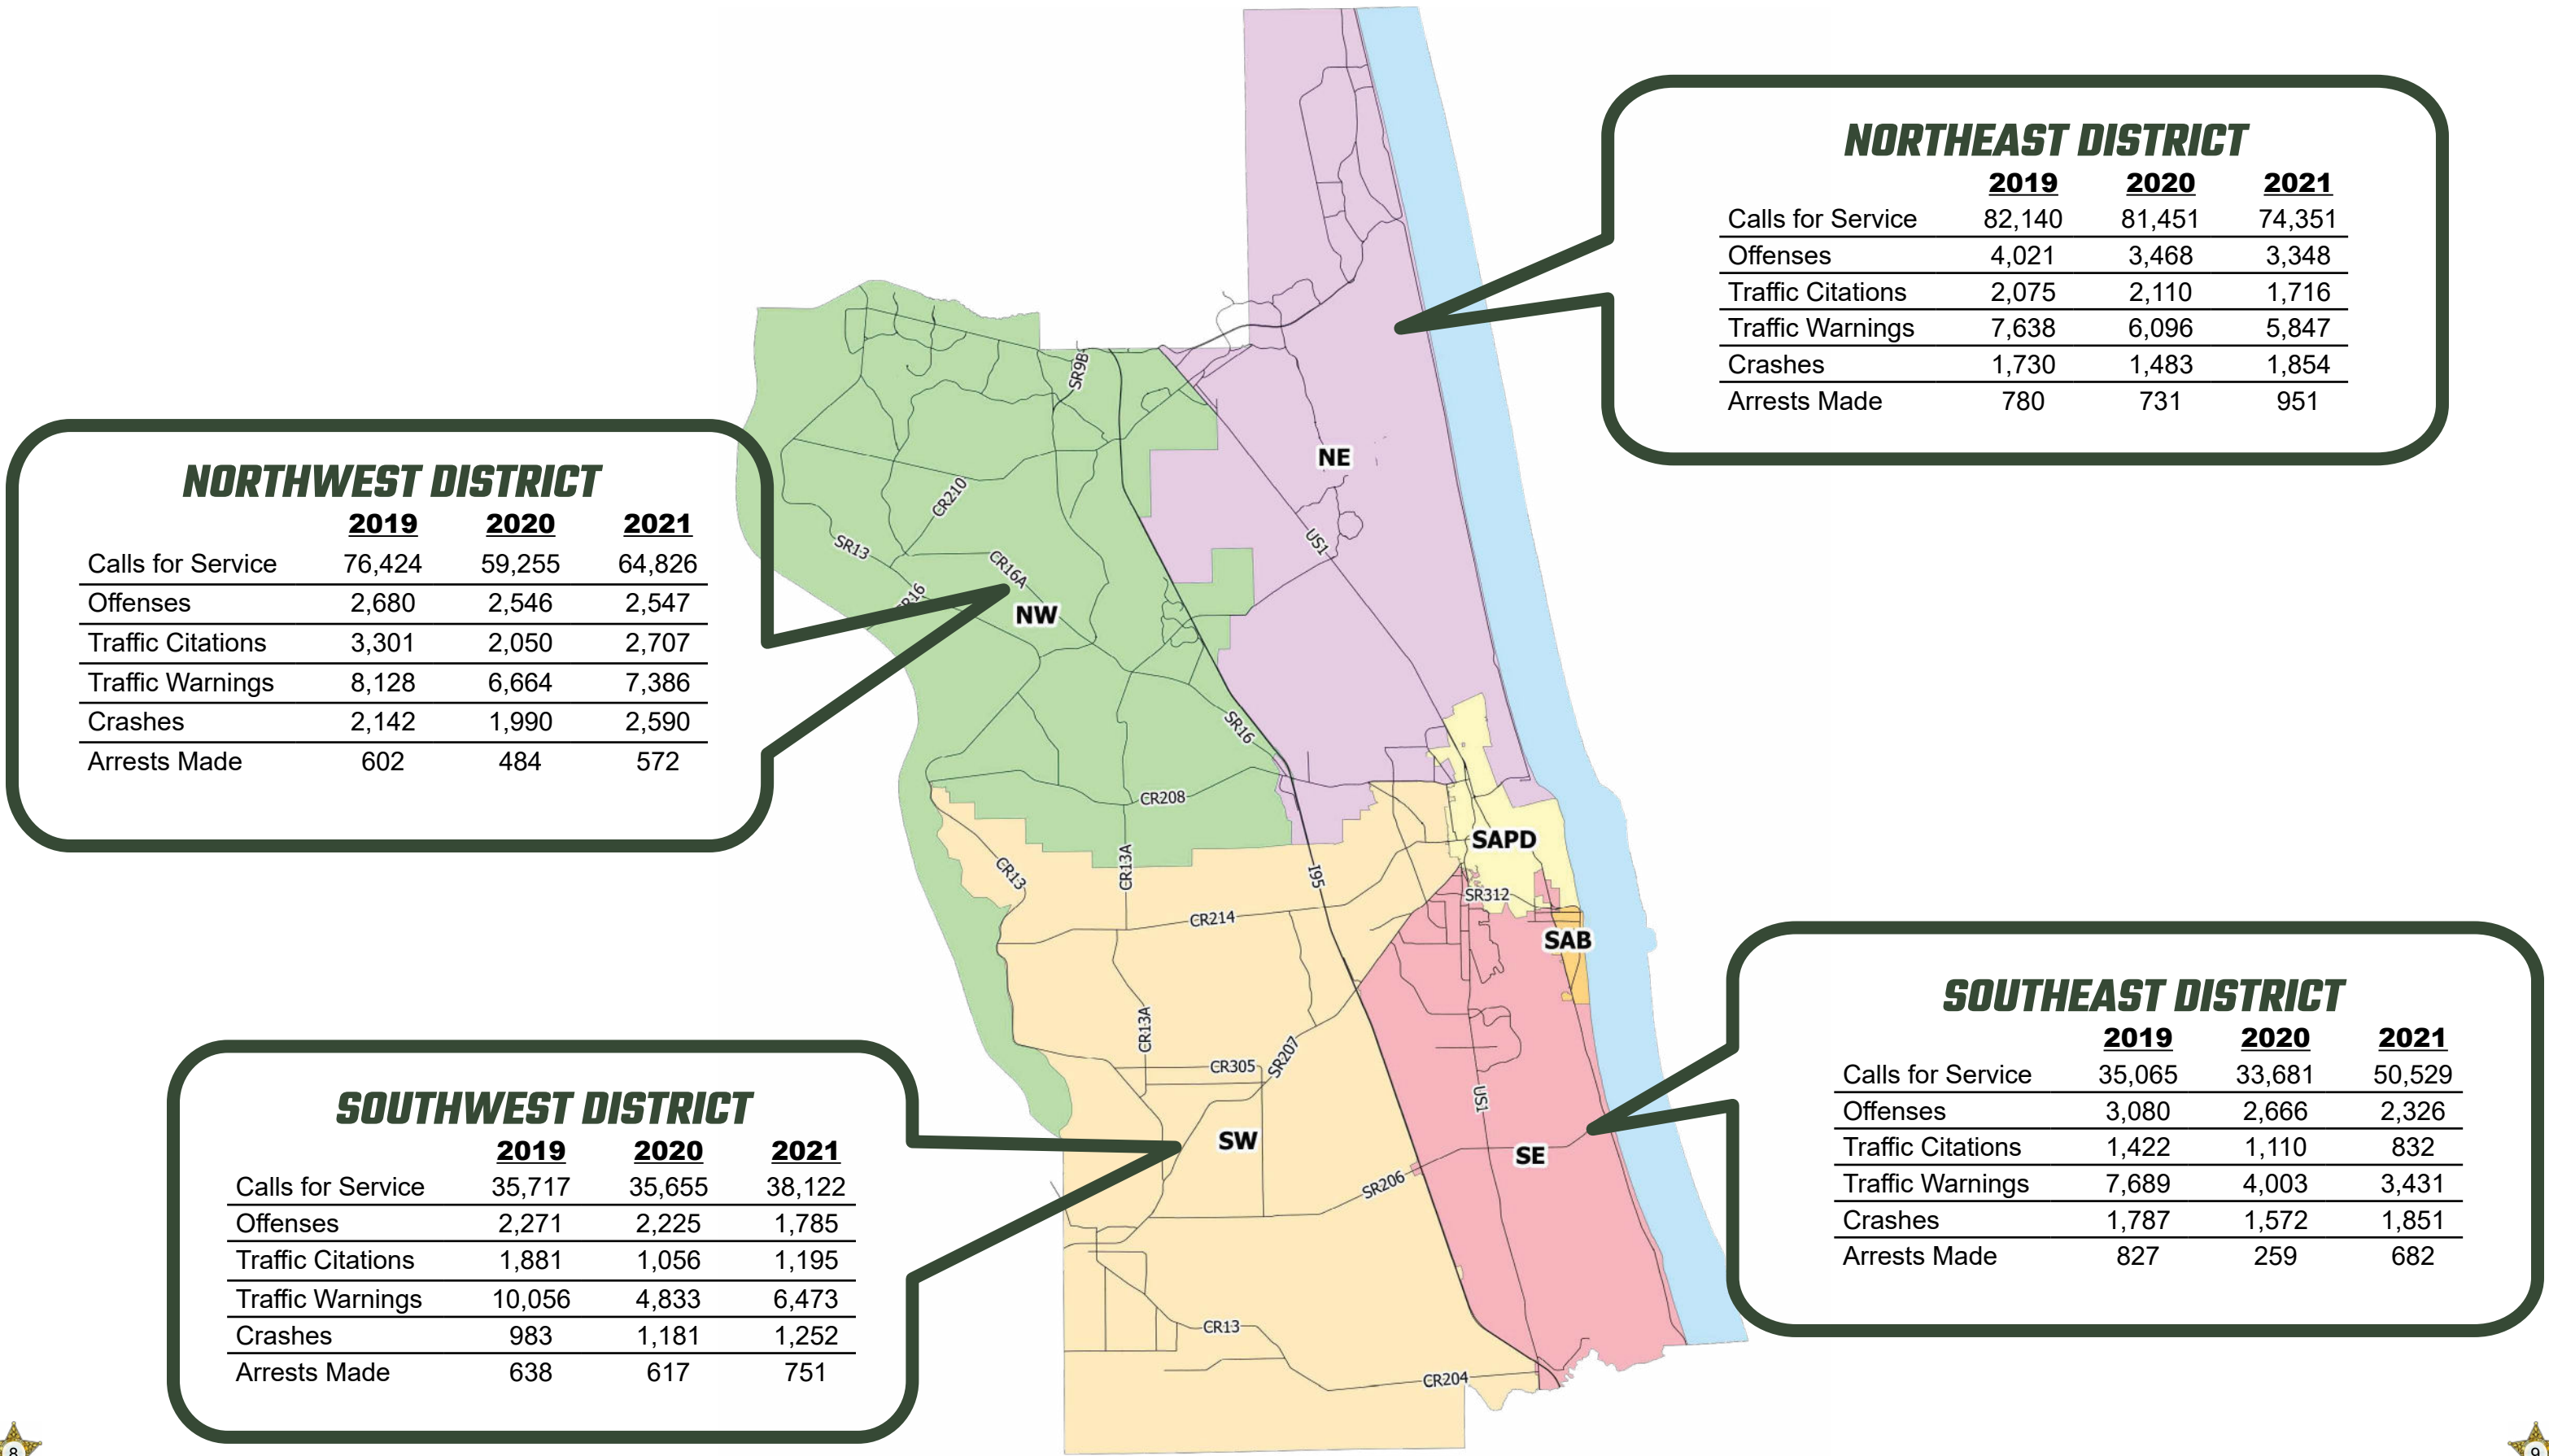 NORTHEAST DISTRICT
2019 2020 2021
Calls for Service 82,140 81,451 74,351
Offenses 4,021 3,468 3,348
Traffic Citations 2,075 2,110 1,716
Traffic Warnings 7,638 6,096 5,847
Crashes 1,730 1,483 1,854
Arrests Made 780 731 951
NORTHWEST DISTRICT
2019 2020 2021
Calls for Service 76,424 59,255 64,826
Offenses 2,680 2,546 2,547
Traffic Citations 3,301 2,050 2,707
Traffic Warnings 8,128 6,664 7,386
Crashes 2,142 1,990 2,590
Arrests Made 602 484 572
SR9B
NE
CR210
US1
SR13
CR16A
NW
SR16
CR208
SAPD
CR13
CR13A
I95
SR312
CR214
SAB
CR13A
CR305
SR207
US1
SW
SE
SR206
CR13
CR204
SOUTHWEST DISTRICT
2019 2020 2021
Calls for Service 35,717 35,655 38,122
Offenses 2,271 2,225 1,785
Traffic Citations 1,881 1,056 1,195
Traffic Warnings 10,056 4,833 6,473
Crashes 983 1,181 1,252
Arrests Made 638 617 751
SOUTHEAST DISTRICT
2019 2020 2021
Calls for Service 35,065 33,681 50,529
Offenses 3,080 2,666 2,326
Traffic Citations 1,422 1,110 832
Traffic Warnings 7,689 4,003 3,431
Crashes 1,787 1,572 1,851
Arrests Made 827 259 682
8
9